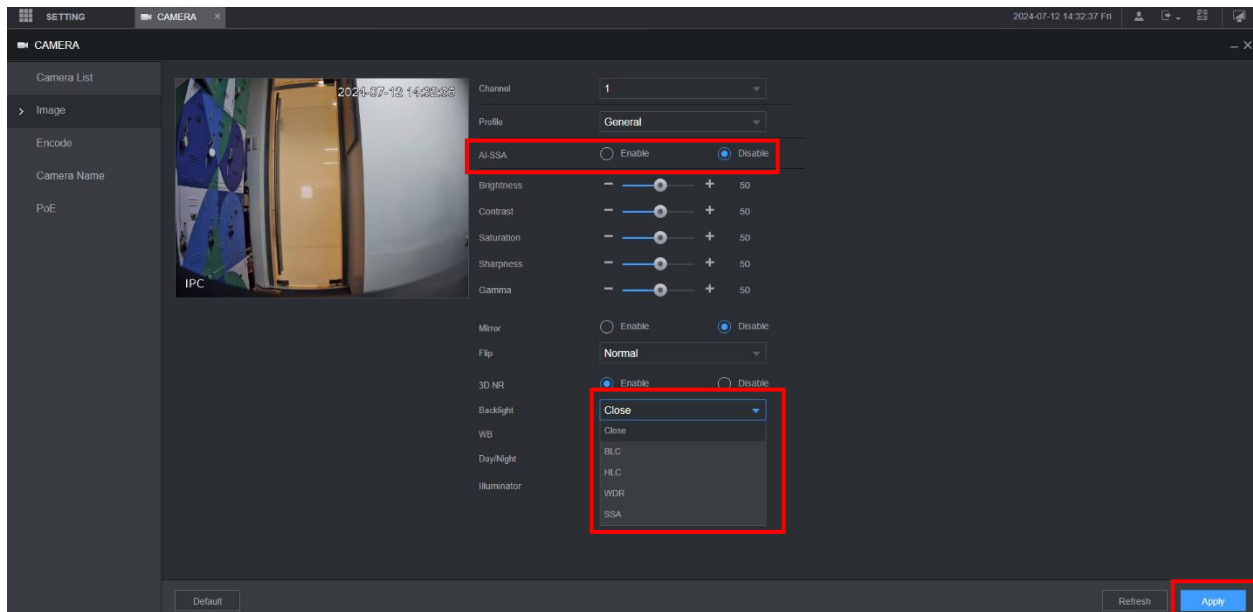 SETTING CAMERA × 2024-07-12 14:32:37 Fri
CAMERA
Camera List
Image
Encode
Camera Name
PoE
2024-07-12 14:32:35
IPC
Channel 1
Profile General
AI-SSA Enable Disable
Brightness 50
Contrast 50
Saturation 50
Sharpness 50
Gamma 50
Mirror Enable Disable
Flip Normal
3D NR Enable Disable
Backlight Close
WB Close
Day/Night BLC
HLC
Illuminator WDR
SSA
Default Refresh Apply